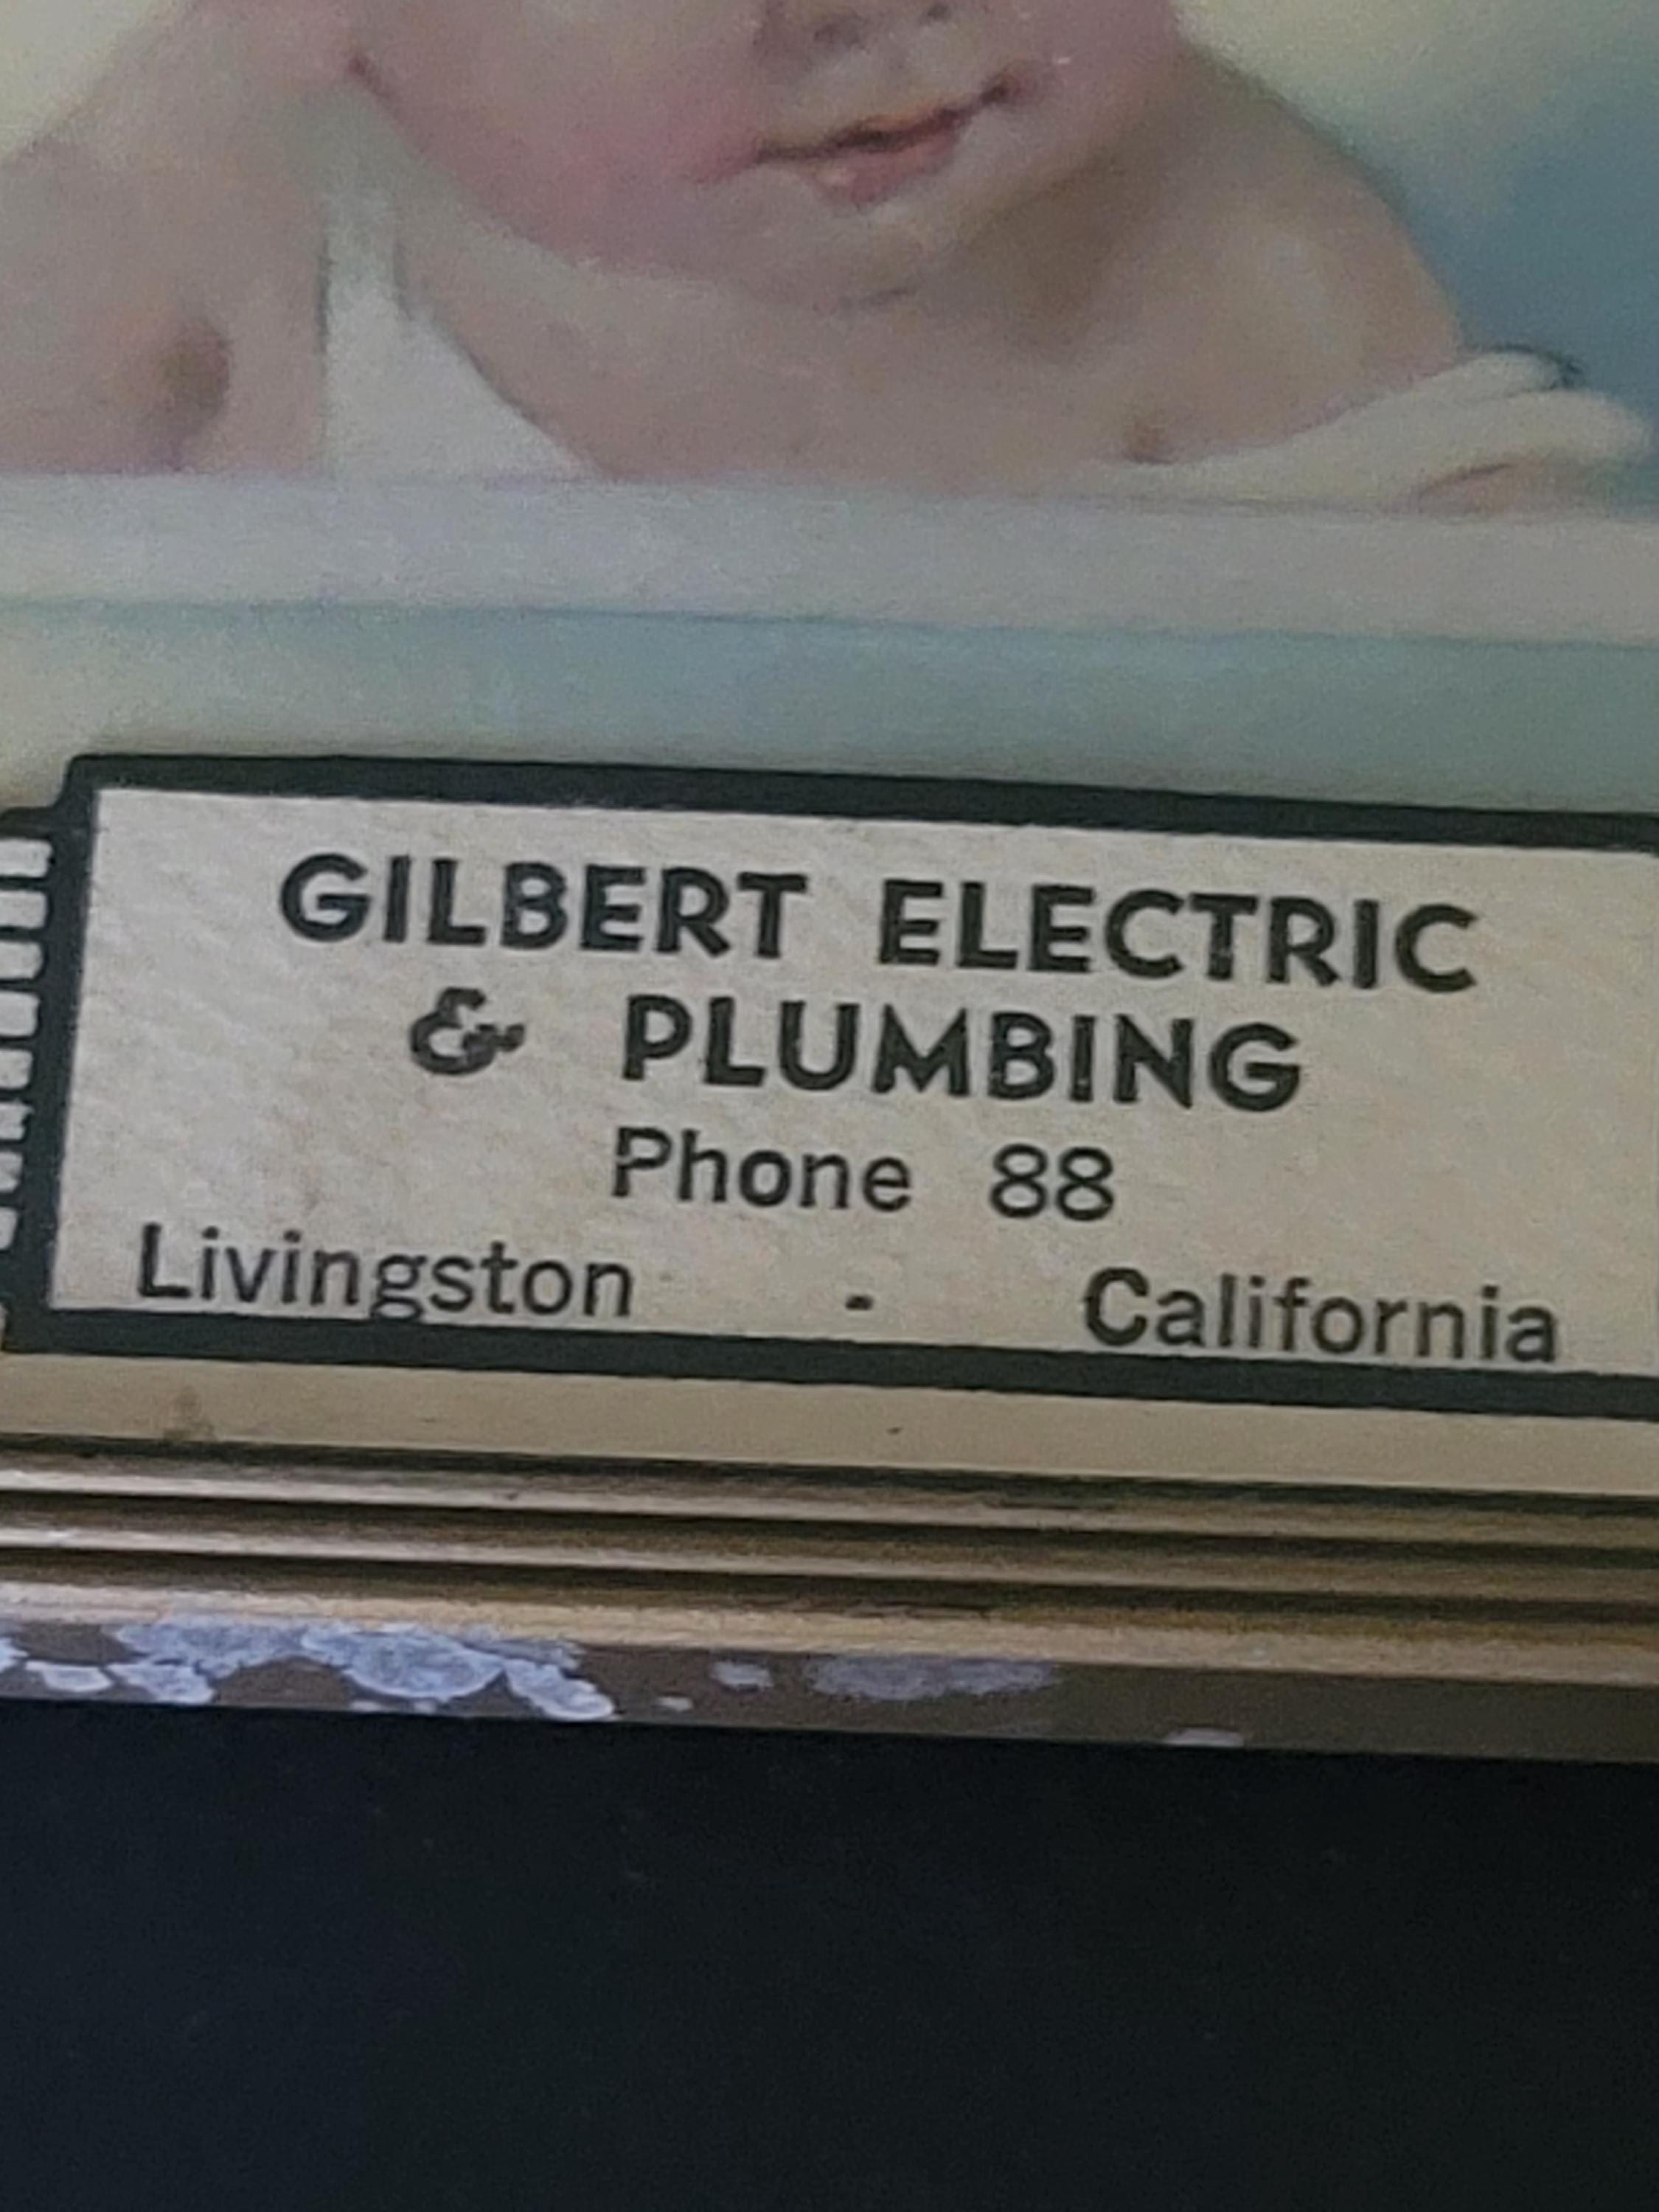 GILBERT ELECTRIC
& PLUMBING
Phone 88
Livingston - California